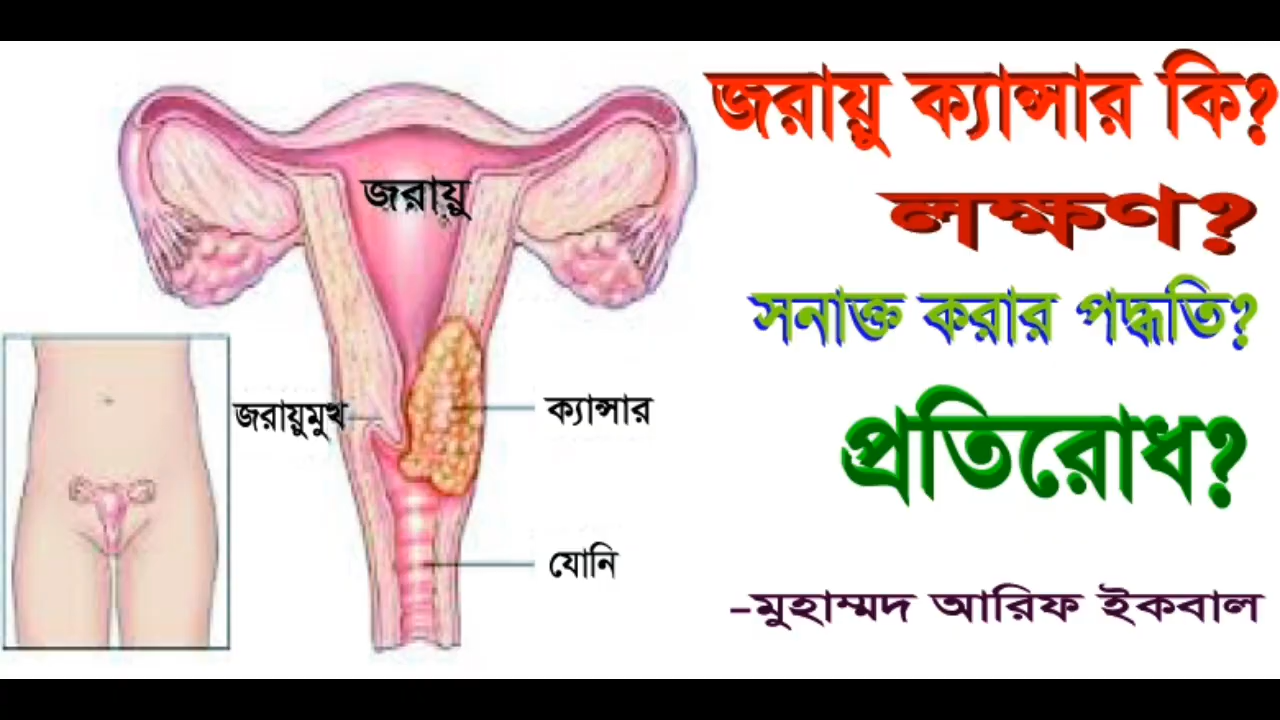 জরায়ু ক্যান্সার কি?
লক্ষণ?
সনাক্ত করার পদ্ধতি?
প্রতিরোধ?
-মুহাম্মদ আরিফ ইকবাল
জরায়ু
জরায়ুমুখ
ক্যান্সার
যোনি